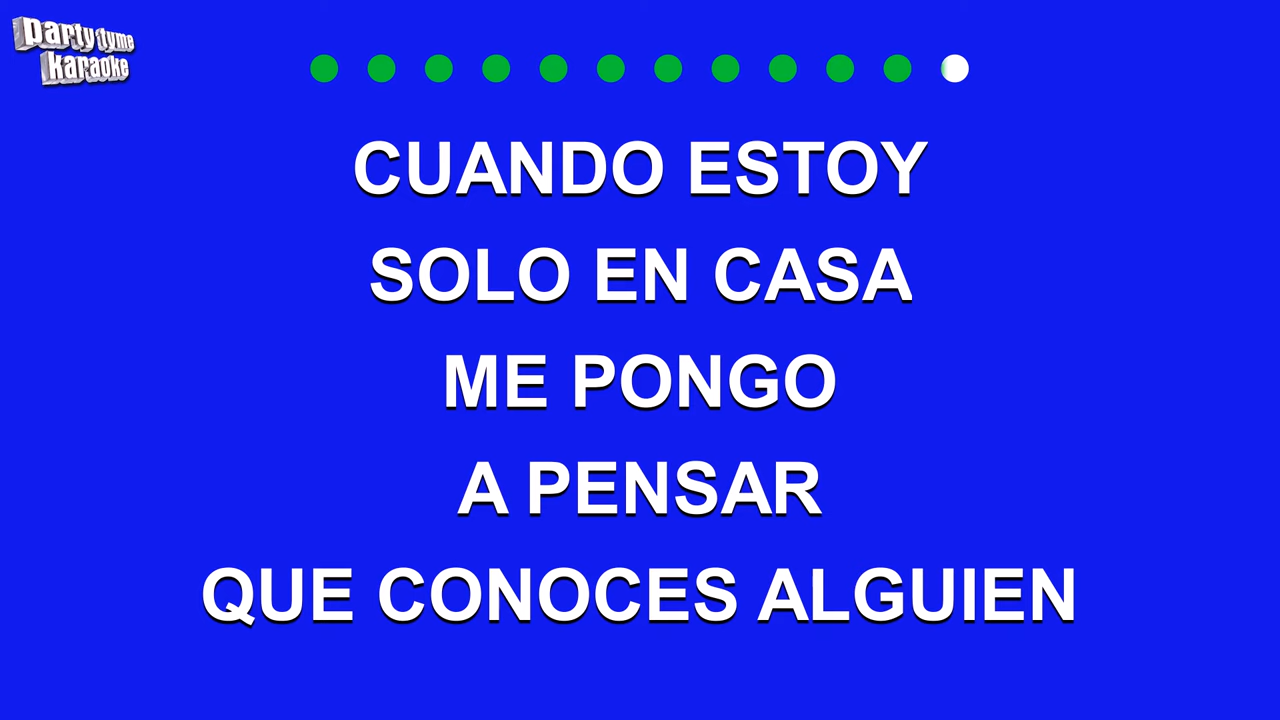 party tyme
karaoke
CUANDO ESTOY
SOLO EN CASA
ME PONGO
A PENSAR
QUE CONOCES ALGUIEN